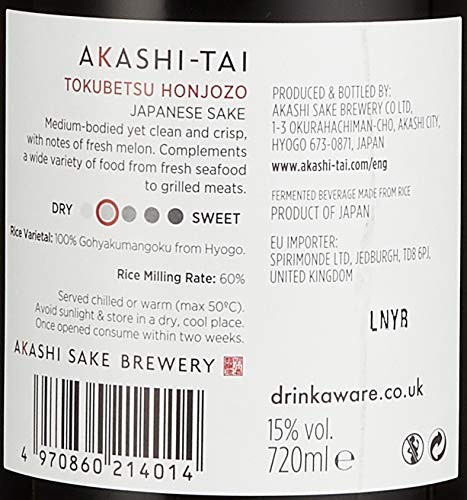 AKASHI-TAI
TOKUBETSU HONJOZO
JAPANESE SAKE
Medium-bodied yet clean and crisp,
with notes of fresh melon. Complements
a wide variety of food from fresh seafood
to grilled meats.
DRY SWEET
Rice Varietal: 100% Gohyakumangoku from Hyogo.
Rice Milling Rate: 60%
Served chilled or warm (max 50ºC).
Avoid sunlight & store in a dry, cool place.
Once opened consume within two weeks.
AKASHI SAKE BREWERY
4 970860 214014
PRODUCED & BOTTLED BY:
AKASHI SAKE BREWERY CO LTD,
1-3 OKURAHACHIMAN-CHO, AKASHI CITY,
HYOGO 673-0871, JAPAN
www.akashi-tai.com/eng
FERMENTED BEVERAGE MADE FROM RICE
PRODUCT OF JAPAN
EU IMPORTER:
SPIRIMONDE LTD, JEDBURGH, TD8 6PJ,
UNITED KINGDOM
LNYR
drinkaware.co.uk
15% vol.
720ml e